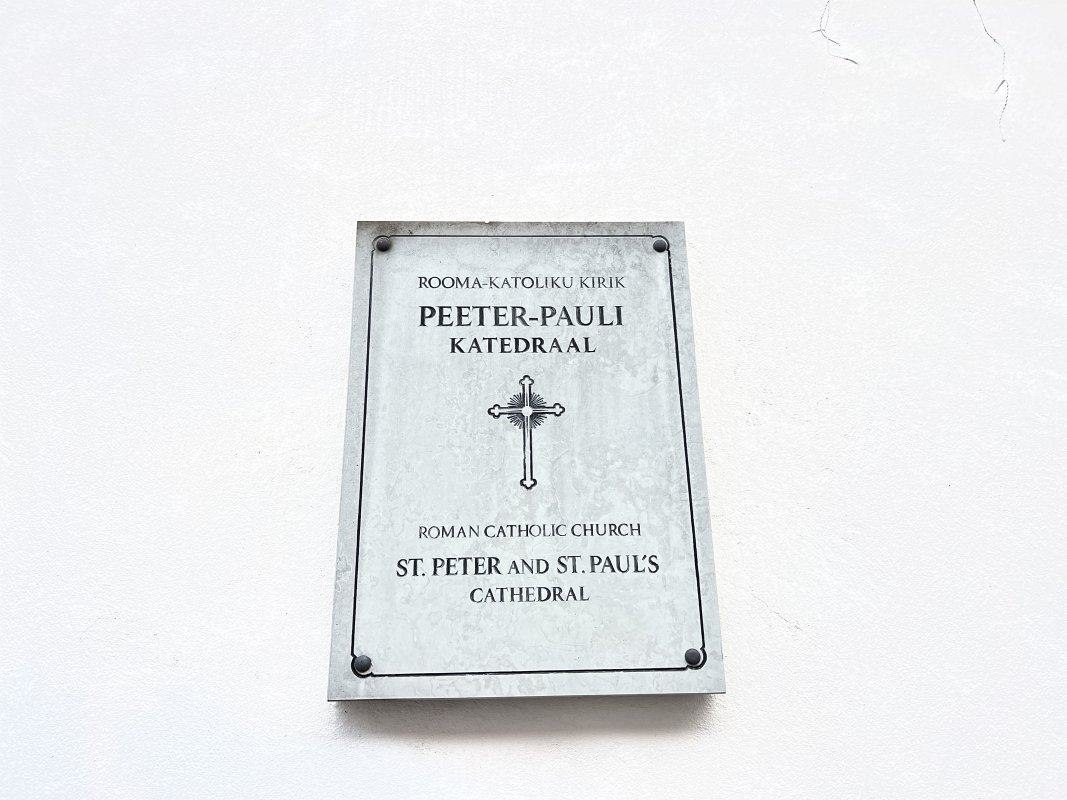 ROOMA-KATOLIKU KIRIK
PEETER-PAULI
KATEDRAAL
ROMAN CATHOLIC CHURCH
ST. PETER AND ST. PAUL'S
CATHEDRAL